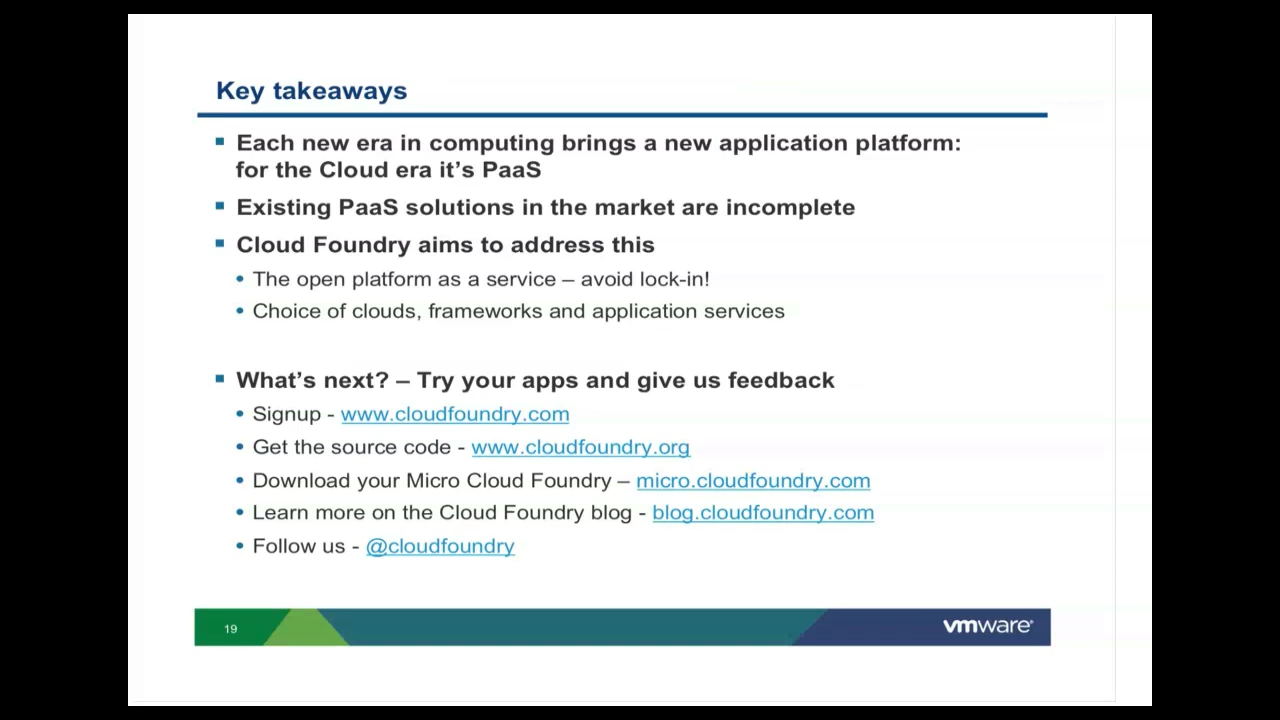 Key takeaways
Each new era in computing brings a new application platform:
for the Cloud era it's PaaS
Existing PaaS solutions in the market are incomplete
Cloud Foundry aims to address this
The open platform as a service – avoid lock-in!
Choice of clouds, frameworks and application services
What's next? – Try your apps and give us feedback
Signup - www.cloudfoundry.com
Get the source code - www.cloudfoundry.org
Download your Micro Cloud Foundry – micro.cloudfoundry.com
Learn more on the Cloud Foundry blog - blog.cloudfoundry.com
Follow us - @cloudfoundry
19
vmware®